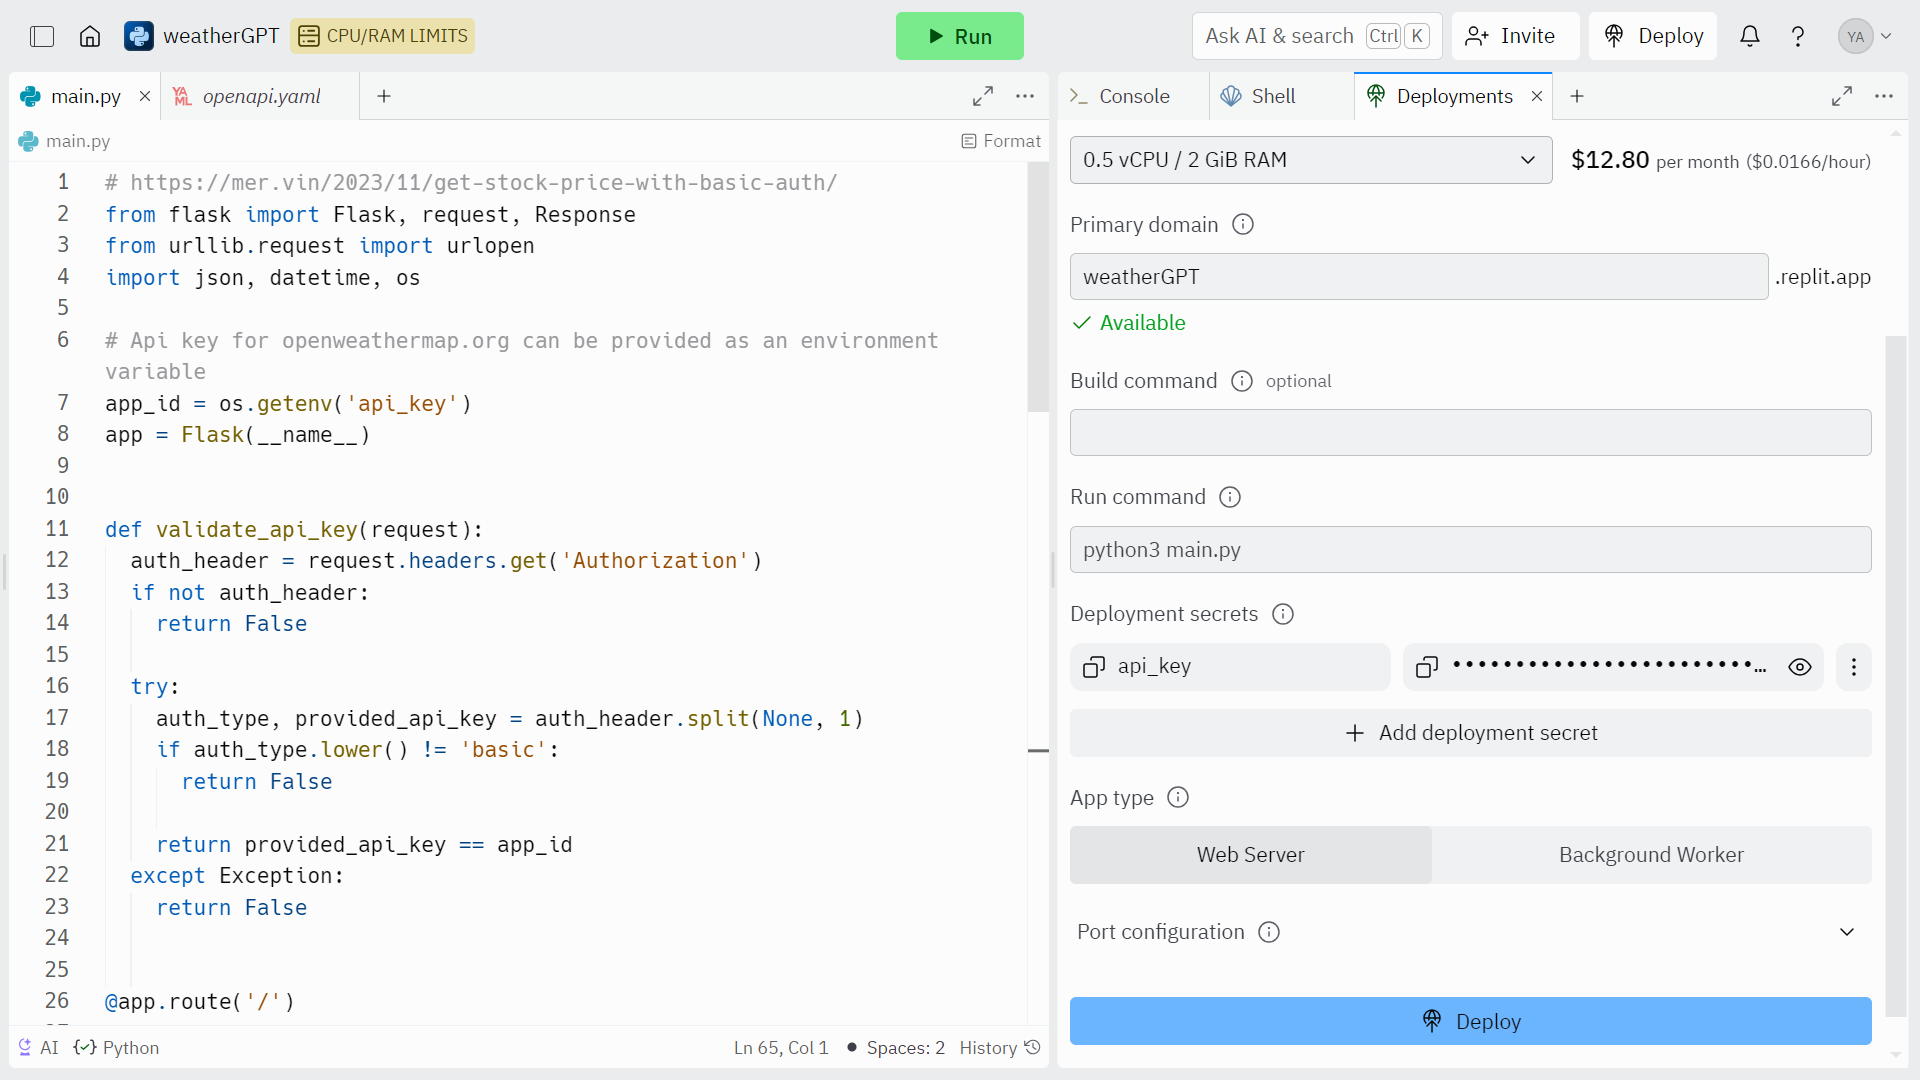 weatherGPT
CPU/RAM LIMITS
Run
Ask AI & search Ctrl K
Invite
Deploy
YA
main.py
YAML openapi.yaml
main.py
Format
1 # https://mer.vin/2023/11/get-stock-price-with-basic-auth/
2 from flask import Flask, request, Response
3 from urllib.request import urlopen
4 import json, datetime, os
5
6 # Api key for openweathermap.org can be provided as an environment
variable
7 app_id = os.getenv('api_key')
8 app = Flask(__name__)
9
10
11 def validate_api_key(request):
12 auth_header = request.headers.get('Authorization')
13 if not auth_header:
14 return False
15
16 try:
17 auth_type, provided_api_key = auth_header.split(None, 1)
18 if auth_type.lower() != 'basic':
19 return False
20
21 return provided_api_key == app_id
22 except Exception:
23 return False
24
25
26 @app.route('/')
AI
Python
Ln 65, Col 1
Spaces: 2
History
Console
Shell
Deployments
0.5 vCPU / 2 GiB RAM
$12.80 per month ($0.0166/hour)
Primary domain
weatherGPT
.replit.app
Available
Build command optional
Run command
python3 main.py
Deployment secrets
api_key
••••••••••••••••••••••••…
Add deployment secret
App type
Web Server
Background Worker
Port configuration
Deploy